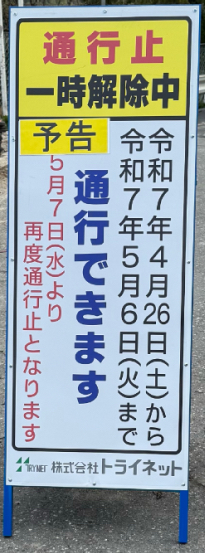 通行止
一時解除中
予告
令和7年4月26日(土)から
令和7年5月6日(火)まで
通行できます
5月7日(水)より
再度通行止となります
TRYNET 株式会社トライネット